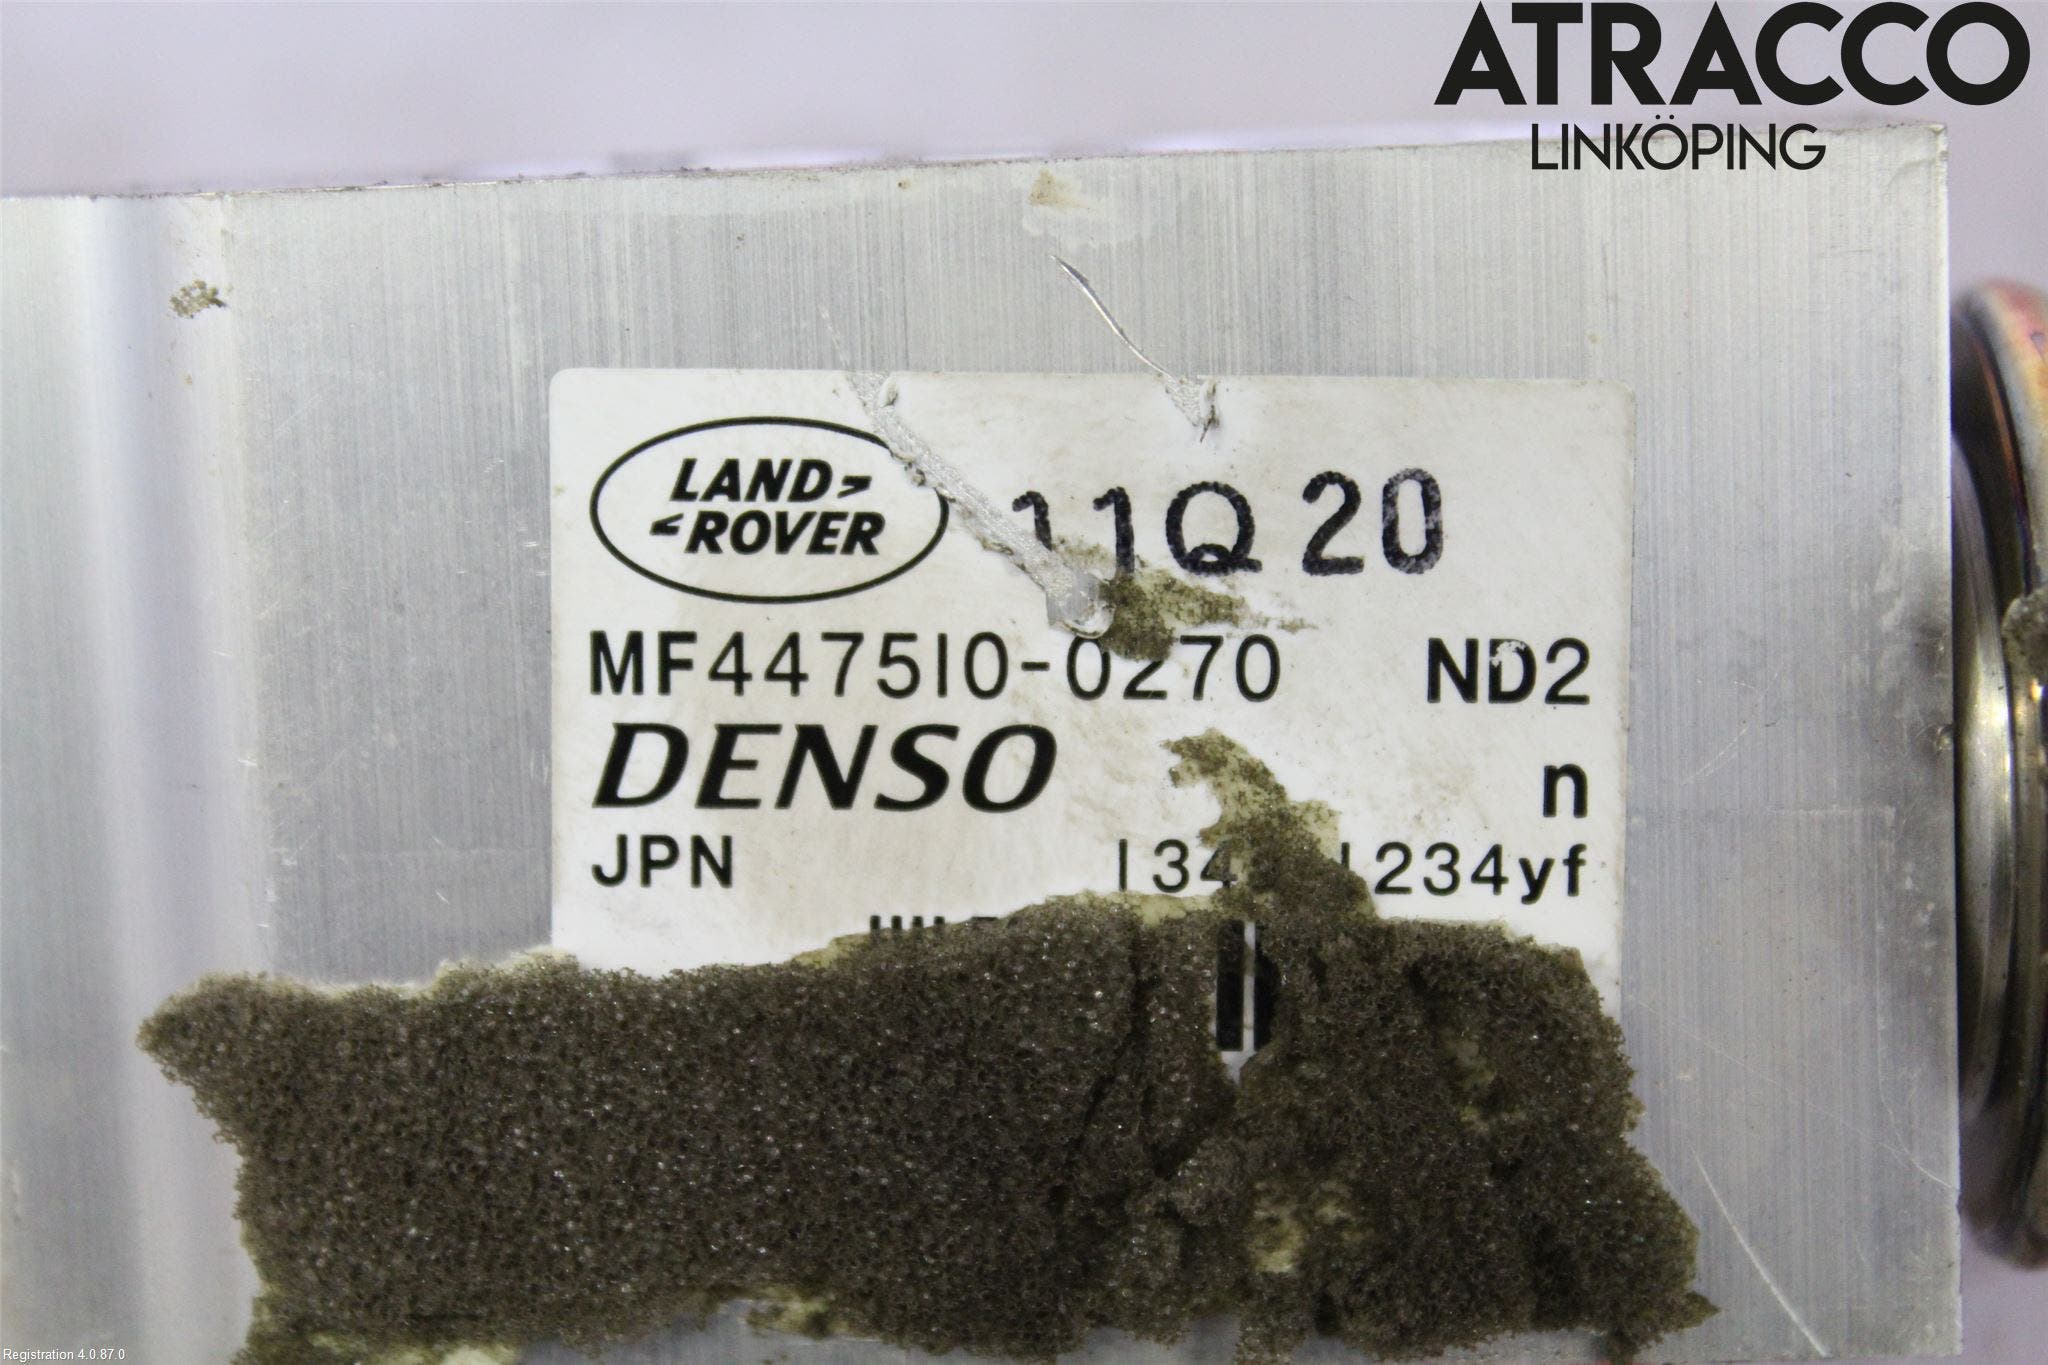 ATRACCO
LINKÖPING
LAND
ROVER
11Q 20
MF447510-0270 ND2
DENSO n
JPN 1234yf
Registration 4.0.87.0